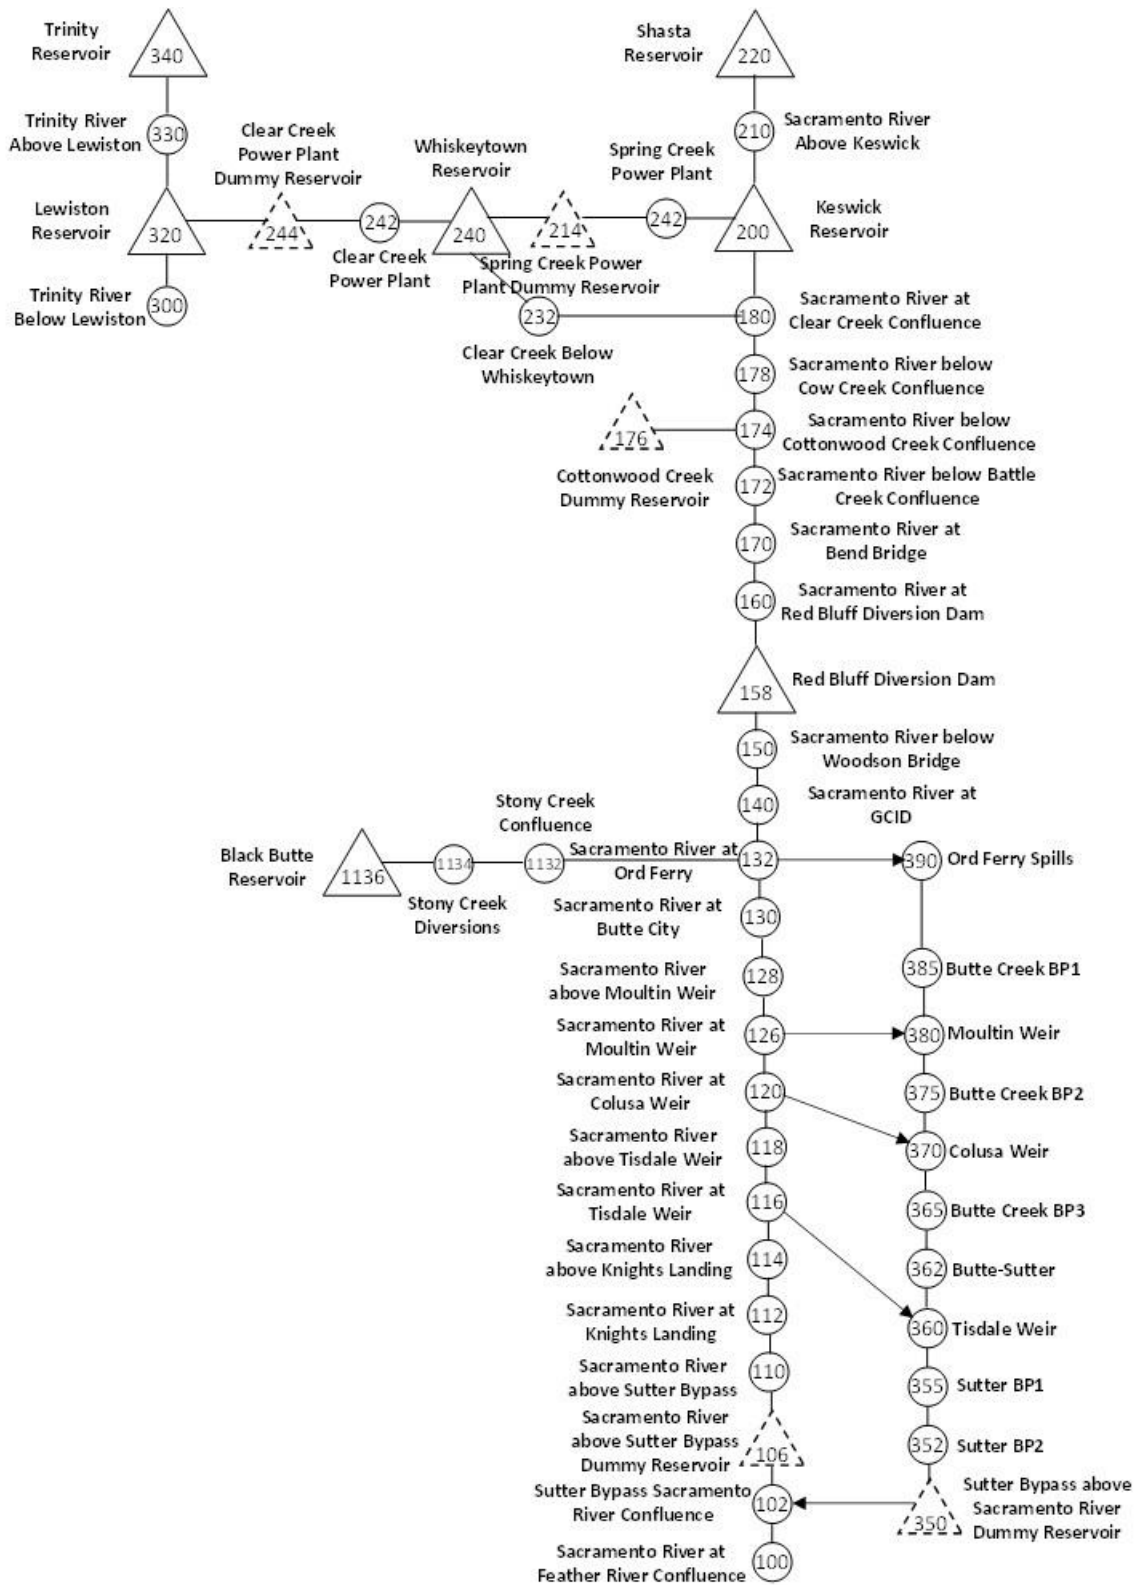 Trinity
Reservoir
340
Shasta
Reservoir
220
Trinity River
Above Lewiston
330
Clear Creek
Power Plant
Dummy Reservoir
Whiskeytown
Reservoir
Spring Creek
Power Plant
210
Sacramento River
Above Keswick
Lewiston
Reservoir
320
244
242
240
214
242
200
Keswick
Reservoir
Clear Creek
Power Plant
Spring Creek Power
Plant Dummy Reservoir
Trinity River
Below Lewiston
300
232
180
Sacramento River at
Clear Creek Confluence
Clear Creek Below
Whiskeytown
178
Sacramento River below
Cow Creek Confluence
176
174
Sacramento River below
Cottonwood Creek Confluence
Cottonwood Creek
Dummy Reservoir
172
Sacramento River below Battle
Creek Confluence
170
Sacramento River at
Bend Bridge
160
Sacramento River at
Red Bluff Diversion Dam
158
Red Bluff Diversion Dam
150
Sacramento River below
Woodson Bridge
140
Sacramento River at
GCID
Stony Creek
Confluence
Black Butte
Reservoir
1136
1134
1132
Sacramento River at
Ord Ferry
132
390
Ord Ferry Spills
Stony Creek
Diversions
Sacramento River at
Butte City
130
Sacramento River
above Moultin Weir
128
385
Butte Creek BP1
Sacramento River at
Moultin Weir
126
380
Moultin Weir
Sacramento River at
Colusa Weir
120
375
Butte Creek BP2
Sacramento River
above Tisdale Weir
118
370
Colusa Weir
Sacramento River at
Tisdale Weir
116
365
Butte Creek BP3
Sacramento River
above Knights Landing
114
362
Butte-Sutter
Sacramento River at
Knights Landing
112
360
Tisdale Weir
Sacramento River
above Sutter Bypass
110
355
Sutter BP1
Sacramento River
above Sutter Bypass
Dummy Reservoir
106
352
Sutter BP2
Sutter Bypass Sacramento
River Confluence
102
350
Sutter Bypass above
Sacramento River
Dummy Reservoir
Sacramento River at
Feather River Confluence
100